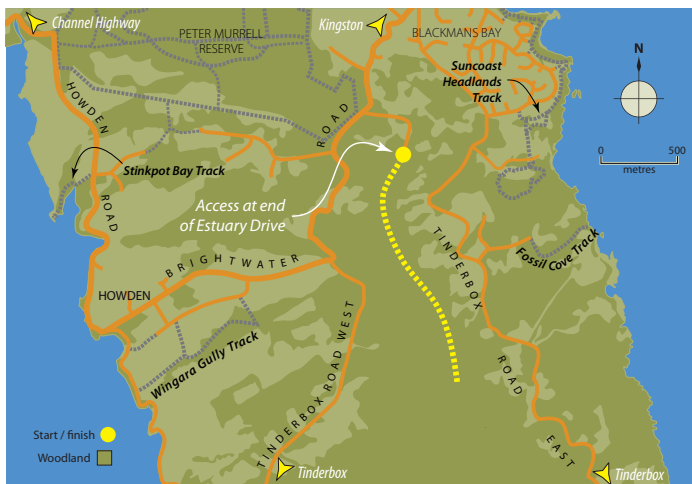 Channel Highway
Kingston
PETER MURRELL
RESERVE
BLACKMANS BAY
Suncoast
Headlands
Track
N
HOWDEN
ROAD
ROAD
0 500
metres
Stinkpot Bay Track
Access at end
of Estuary Drive
BRIGHTWATER
TINDERBOX
Fossil Cove Track
HOWDEN
Wingara Gully Track
TINDERBOX ROAD WEST
ROAD
EAST
Start / finish
Woodland
Tinderbox
Tinderbox